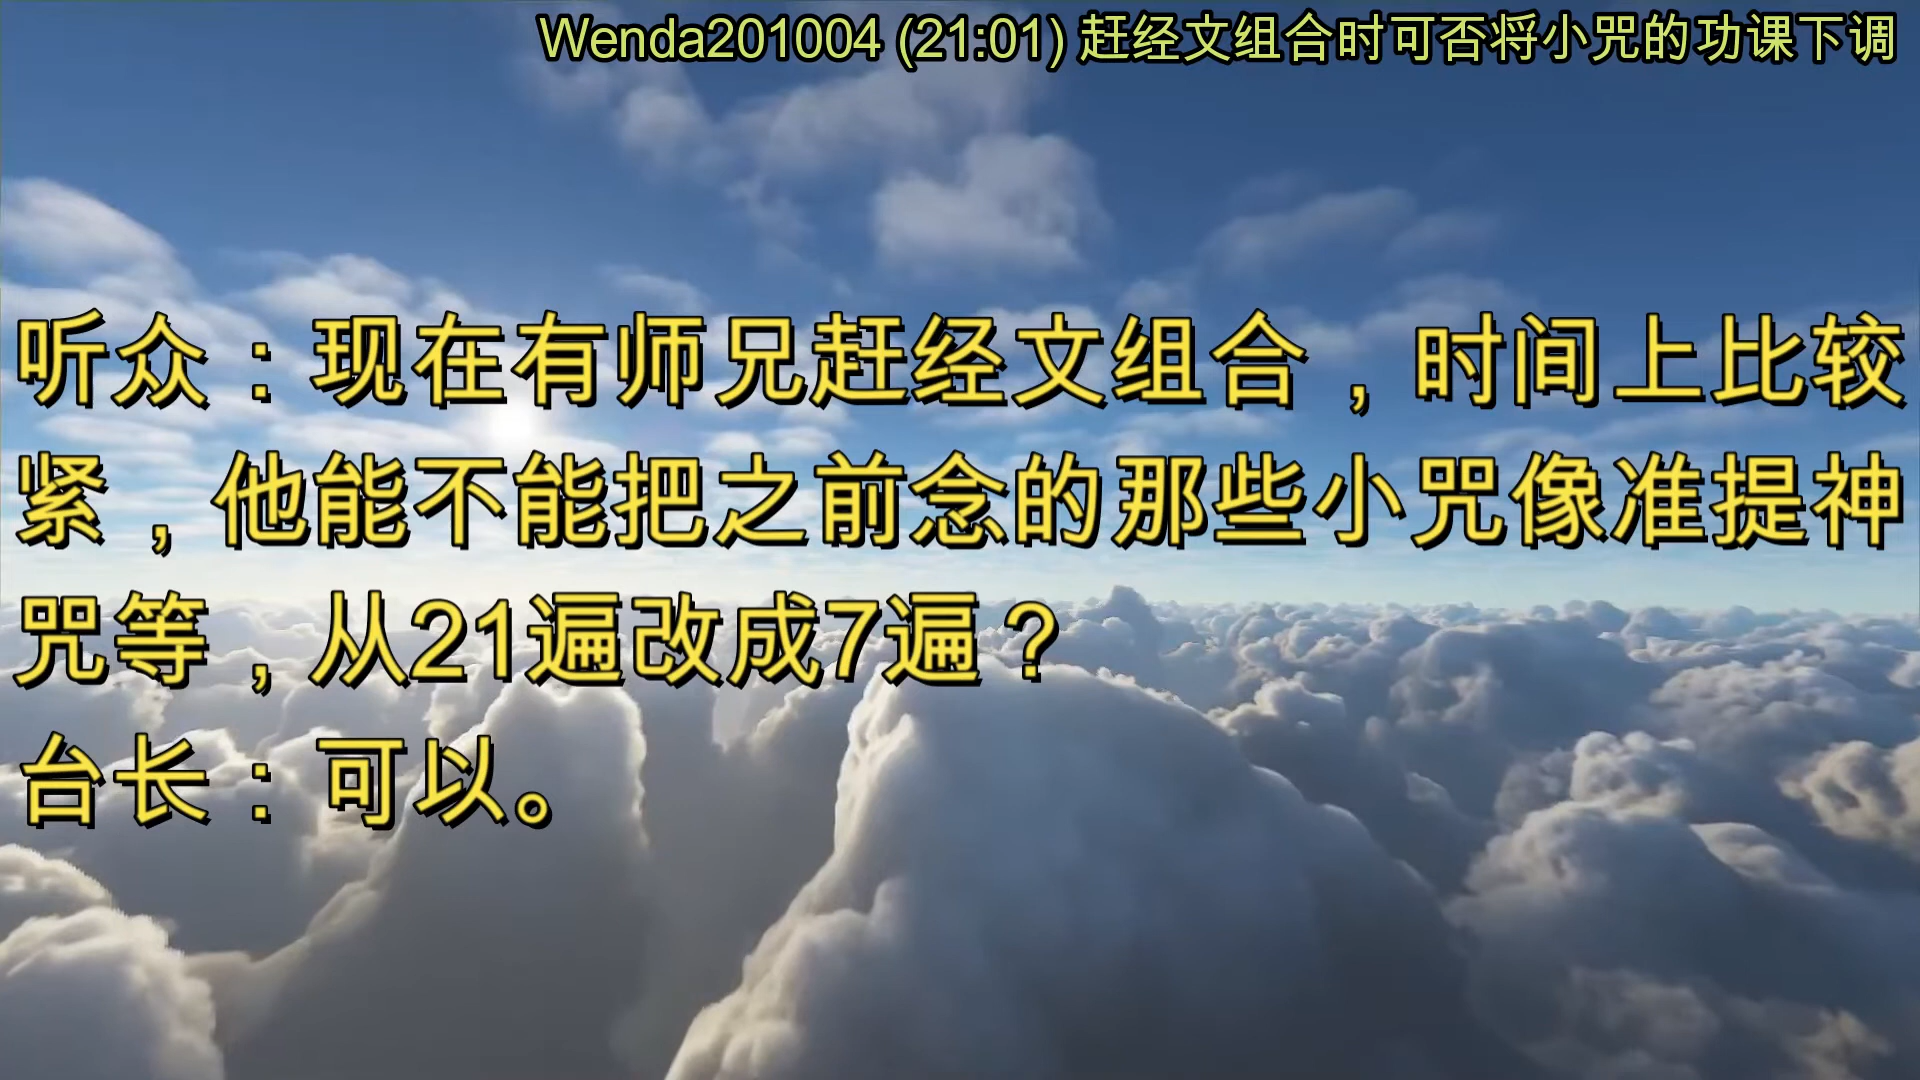 Wenda201004 (21:01) 赶经文组合时可否将小咒的功课下调
听众：现在有师兄赶经文组合，时间上比较
紧，他能不能把之前念的那些小咒像准提神
咒等，从21遍改成7遍？
台长：可以。